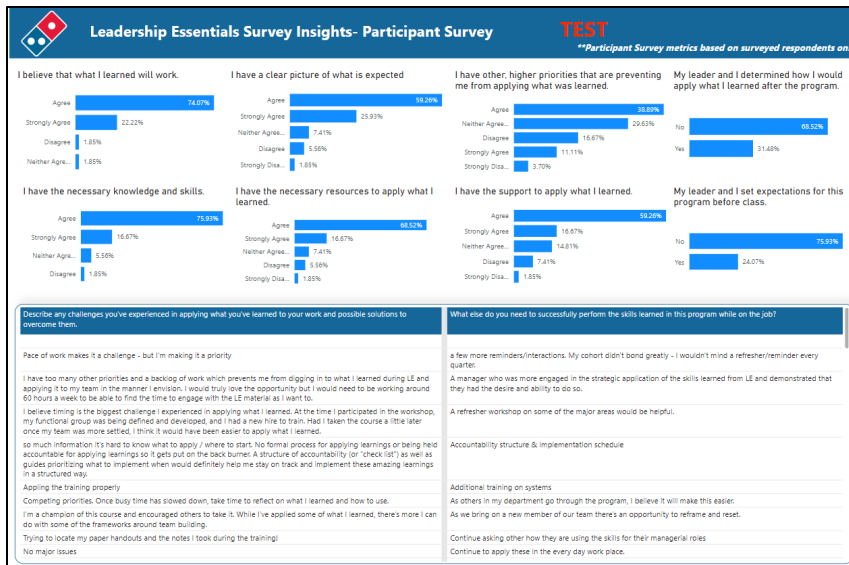 Leadership Essentials Survey Insights- Participant Survey
TEST
**Participant Survey metrics based on surveyed respondents on
I believe that what I learned will work.
Agree 74.07%
Strongly Agree 22.22%
Disagree 1.85%
Neither Agree... 1.85%
I have a clear picture of what is expected
Agree 59.26%
Strongly Agree 25.93%
Neither Agree... 7.41%
Disagree 5.56%
Strongly Disa... 1.85%
I have other, higher priorities that are preventing
me from applying what was learned.
Agree 38.89%
Neither Agree... 29.63%
Disagree 16.67%
Strongly Agree 11.11%
Strongly Disa... 3.70%
My leader and I determined how I would
apply what I learned after the program.
No 68.52%
Yes 31.48%
I have the necessary knowledge and skills.
Agree 75.93%
Strongly Agree 16.67%
Neither Agre... 5.56%
Disagree 1.85%
I have the necessary resources to apply what I
learned.
Agree 68.52%
Strongly Agree 16.67%
Neither Agre... 7.41%
Disagree 5.56%
Strongly Disa... 1.85%
I have the support to apply what I learned.
Agree 59.26%
Strongly Agree 16.67%
Neither Agree... 14.81%
Disagree 7.41%
Strongly Disa... 1.85%
My leader and I set expectations for this
program before class.
No 75.93%
Yes 24.07%
Describe any challenges you've experienced in applying what you've learned to your work and possible solutions to
overcome them.
What else do you need to successfully perform the skills learned in this program while on the job?
Pace of work makes it a challenge - but I'm making it a priority
a few more reminders/interactions. My cohort didn't bond greatly - I wouldn't mind a refresher/reminder every
quarter.
I have too many other priorities and a backlog of work which prevents me from digging in to what I learned during LE and
applying it to my team in the manner I envision. I would truly love the opportunity but I would need to be working around
60 hours a week to be able to find the time to engage with the LE material as I want to.
A manager who was more engaged in the strategic application of the skills learned from LE and demonstrated that
they had the desire and ability to do so.
I believe timing is the biggest challenge I experienced in applying what I learned. At the time I participated in the workshop,
my functional group was being defined and developed, and I had a new hire to train. Had I taken the course a little later
once my team was more settled, I think it would have been easier to apply what I learned.
A refresher workshop on some of the major areas would be helpful.
so much information it's hard to know what to apply / where to start. No formal process for applying learnings or being held
accountable for applying learnings so it gets put on the back burner. A structure of accountability (or "check list") as well as
guides prioritizing what to implement when would definitely help me stay on track and implement these amazing learnings
in a structured way.
Accountability structure & implementation schedule
Appling the training properly
Additional training on systems
Competing priorities. Once busy time has slowed down, take time to reflect on what I learned and how to use.
As others in my department go through the program, I believe it will make this easier.
I'm a champion of this course and encouraged others to take it. While I've applied some of what I learned, there's more I can
do with some of the frameworks around team building.
As we bring on a new member of our team there's an opportunity to reframe and reset.
Trying to locate my paper handouts and the notes I took during the training!
Continue asking other how they are using the skills for their managerial roles
No major issues
Continue to apply these in the every day work place.